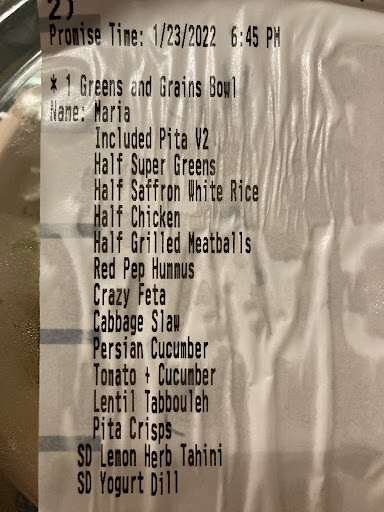 2)
Promise Time: 1/23/2022 6:45 PM
* 1 Greens and Grains Bowl
Name: Maria
Included Pita V2
Half Super Greens
Half Saffron White Rice
Half Chicken
Half Grilled Meatballs
Red Pep Hummus
Crazy Feta
Cabbage Slaw
Persian Cucumber
Tomato + Cucumber
Lentil Tabbouleh
Pita Crisps
SD Lemon Herb Tahini
SD Yogurt Dill